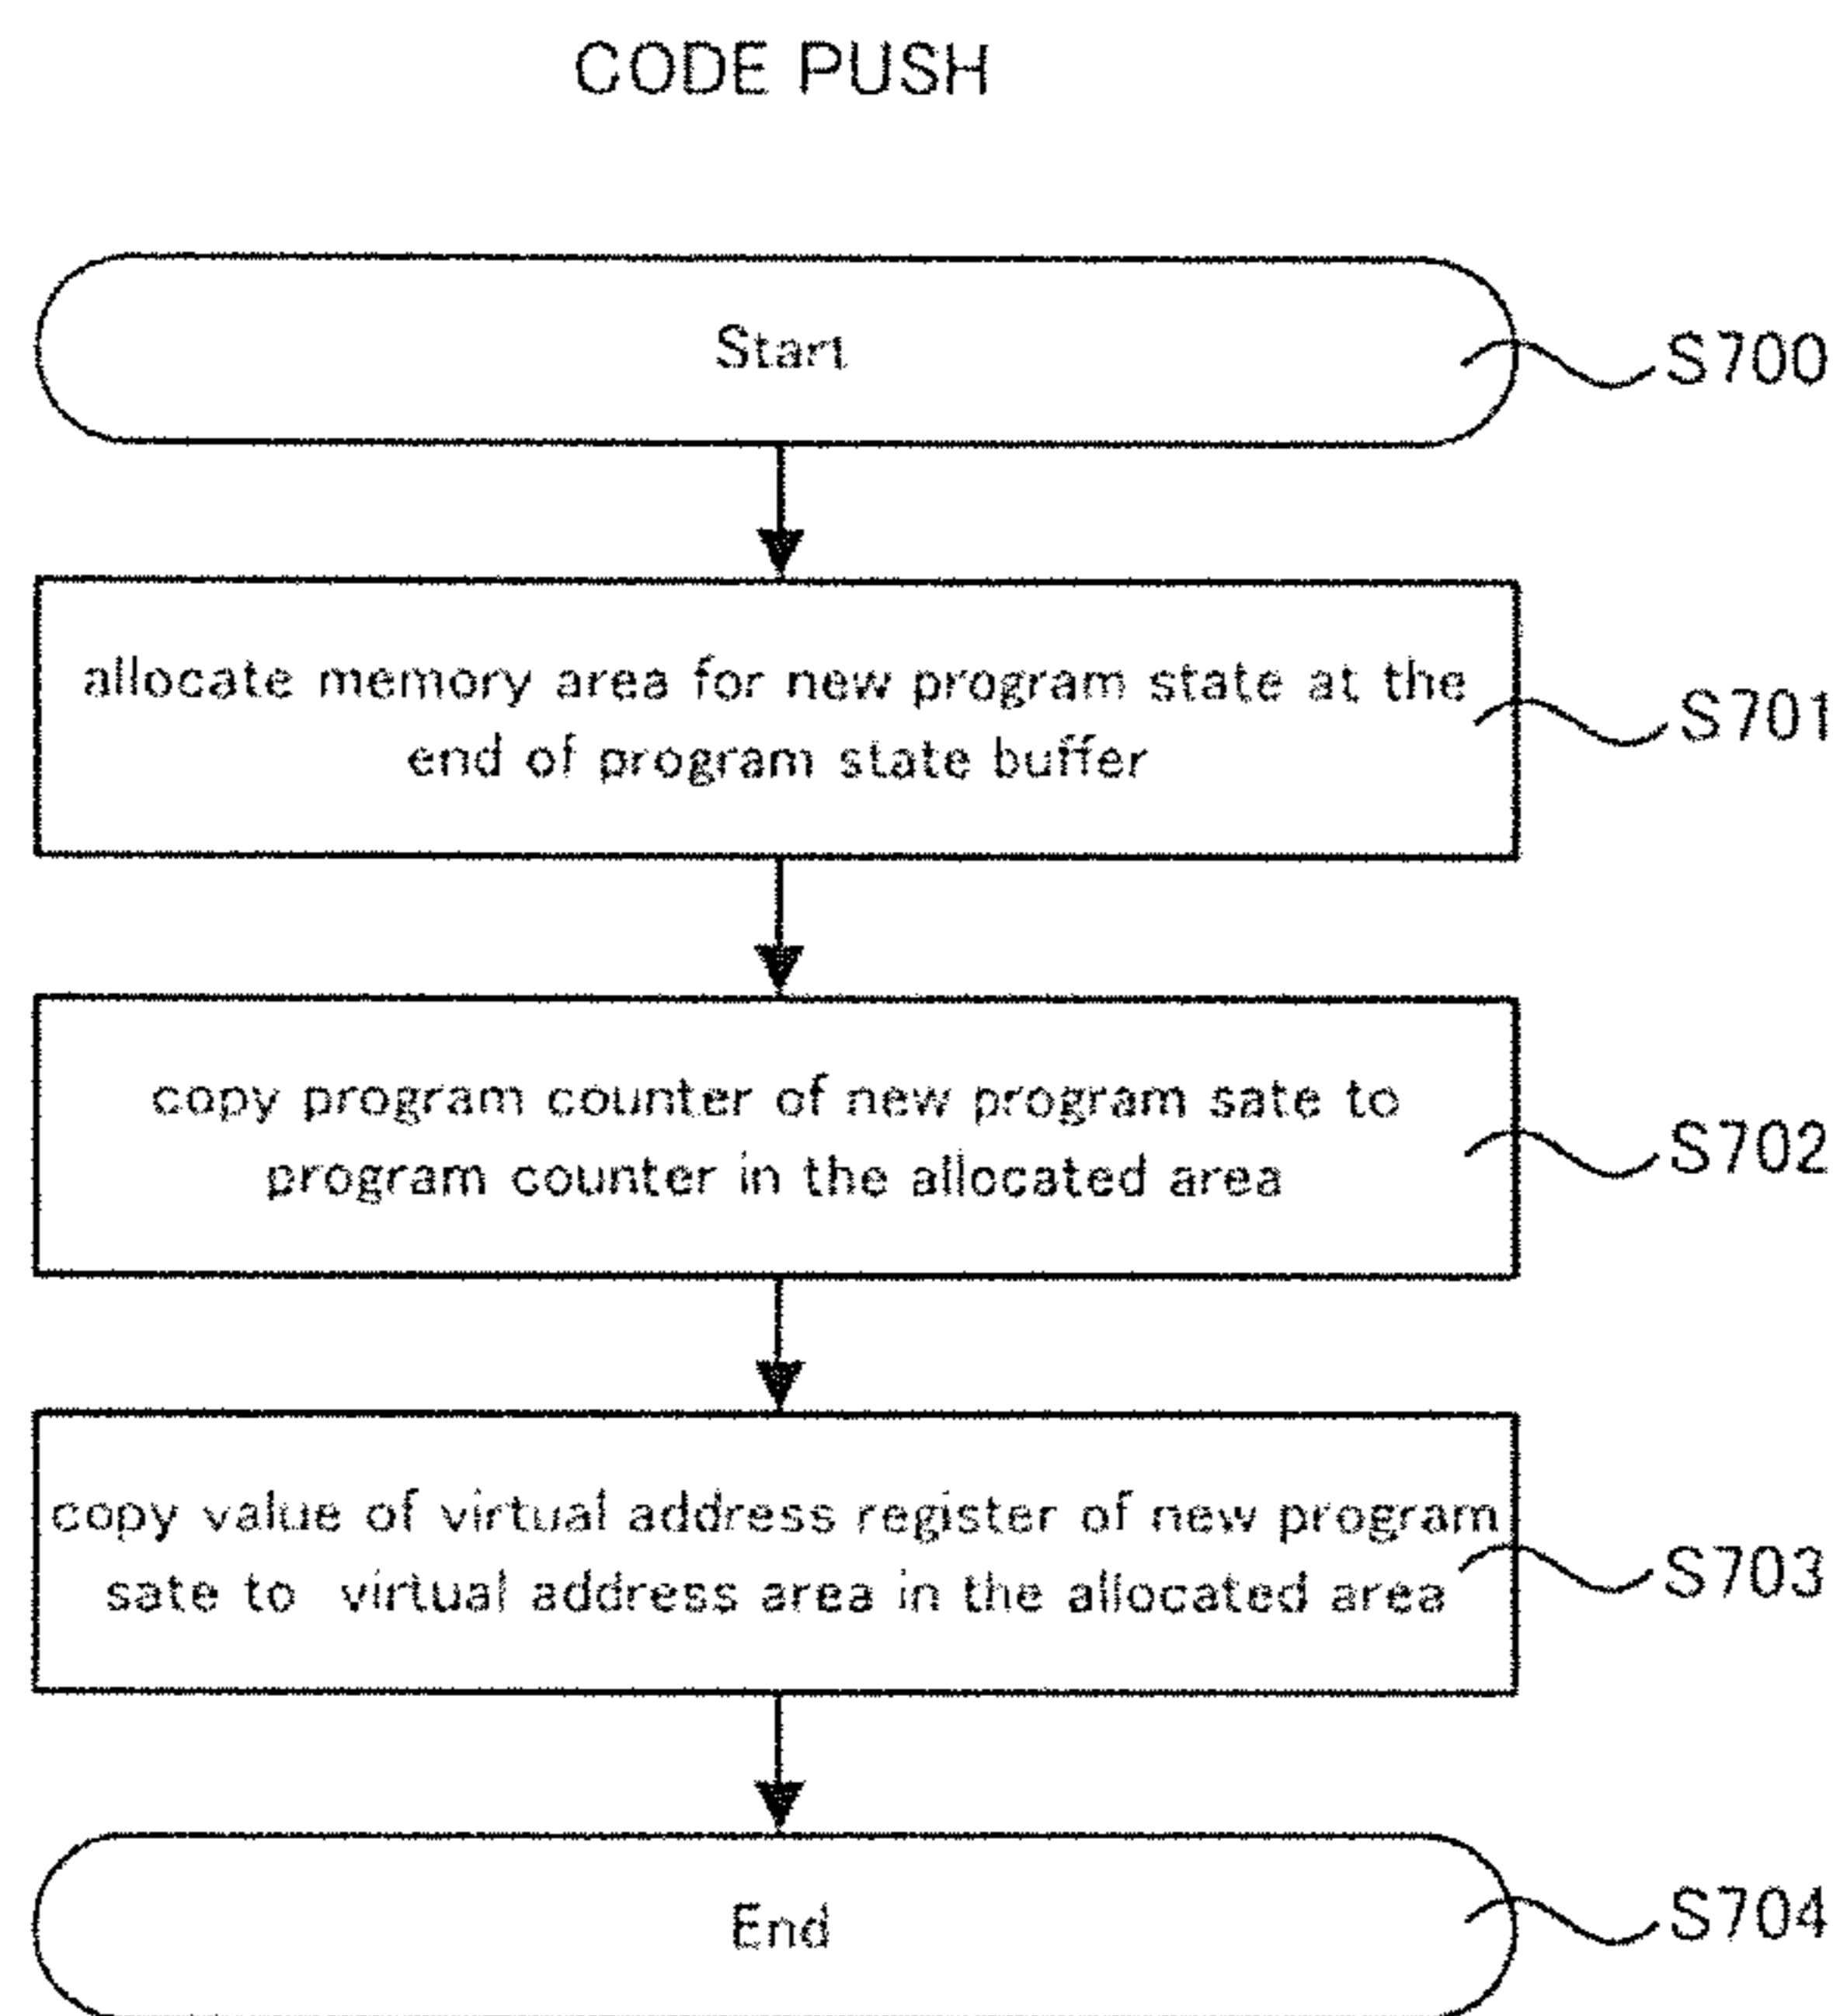 CODE PUSH
Start
S700
allocate memory area for new program state at the
end of program state buffer
S701
copy program counter of new program sate to
program counter in the allocated area
S702
copy value of virtual address register of new program
sate to virtual address area in the allocated area
S703
End
S704